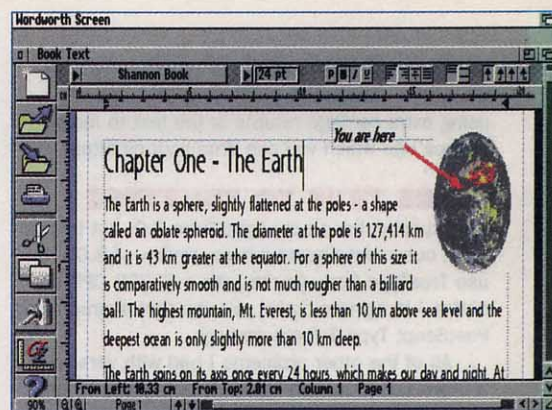 Wordworth Screen
Book Text
Shannon Book 24 pt P B I U
You are here
Chapter One - The Earth
The Earth is a sphere, slightly flattened at the poles - a shape
called an oblate spheroid. The diameter at the pole is 127,414 km
and it is 43 km greater at the equator. For a sphere of this size it
is comparatively smooth and is not much rougher than a billiard
ball. The highest mountain, Mt. Everest, is less than 10 km above sea level and the
deepest ocean is only slightly more than 10 km deep.
The Earth spins on its axis once every 24 hours, which makes our day and night. At
From Left: 10.33 cm From Top: 2.01 cm Column 1 Page 1
90% Page 1